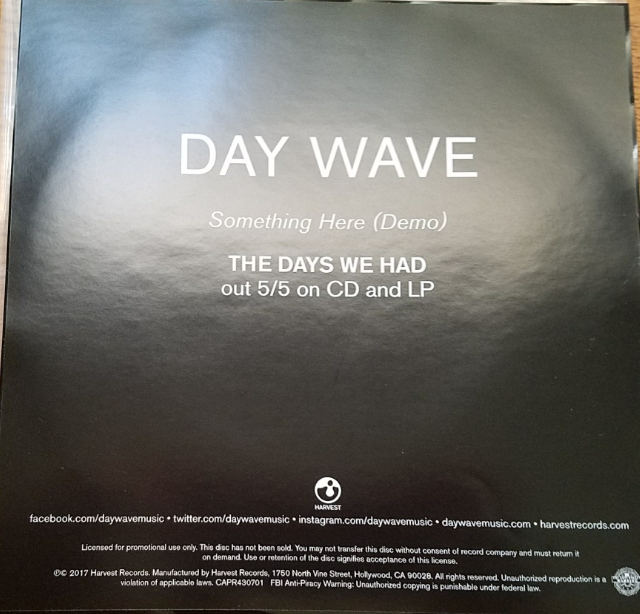 DAY WAVE
Something Here (Demo)
THE DAYS WE HAD
out 5/5 on CD and LP
HARVEST
facebook.com/daywavemusic • twitter.com/daywavemusic • instagram.com/daywavemusic • daywavemusic.com • harvestrecords.com
Licensed for promotional use only. This disc has not been sold. You may not transfer this disc without consent of record company and must return it
on demand. Use or retention of the disc signifies acceptance of this license.
℗© 2017 Harvest Records. Manufactured by Harvest Records, 1750 North Vine Street, Hollywood, CA 90028. All rights reserved. Unauthorized reproduction is a
violation of applicable laws. CAPR430701 FBI Anti-Piracy Warning: Unauthorized copying is punishable under federal law.